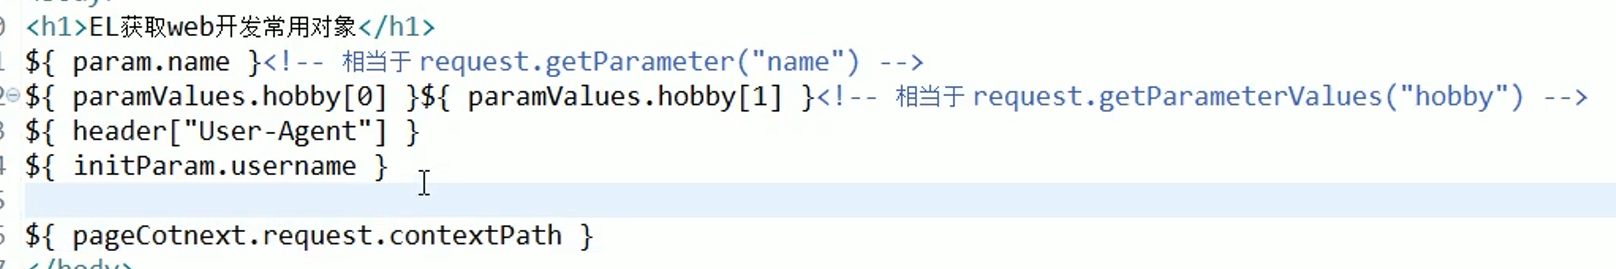 <h1>EL获取web开发常用对象</h1>
${ param.name }<!-- 相当于 request.getParameter("name") -->
${ paramValues.hobby[0] }${ paramValues.hobby[1] }<!-- 相当于 request.getParameterValues("hobby") -->
${ header["User-Agent"] }
${ initParam.username }
${ pageCotnext.request.contextPath }